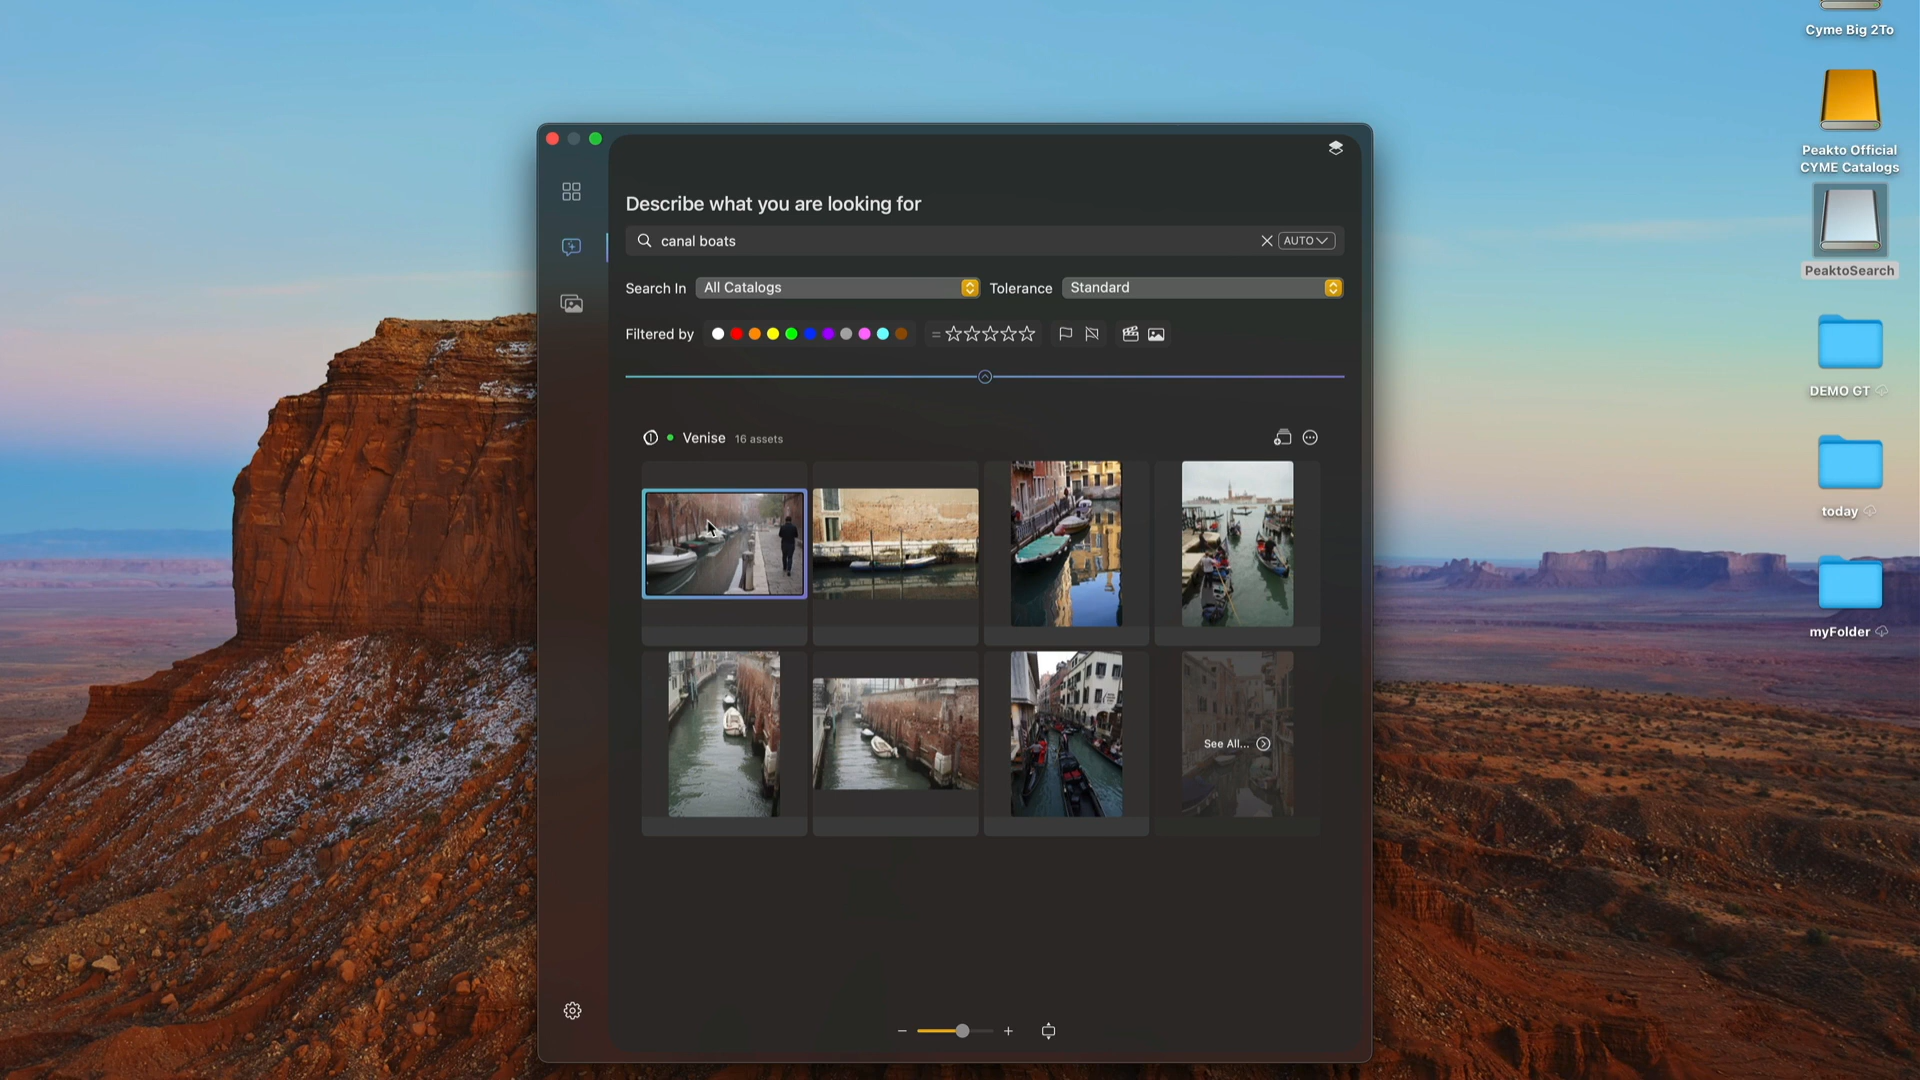 Cyme Big 2To
Peakto Official
CYME Catalogs
PeaktoSearch
DEMO GT
today
myFolder
Describe what you are looking for
canal boats
AUTO
Search In
All Catalogs
Tolerance
Standard
Filtered by
Venise 16 assets
See All...